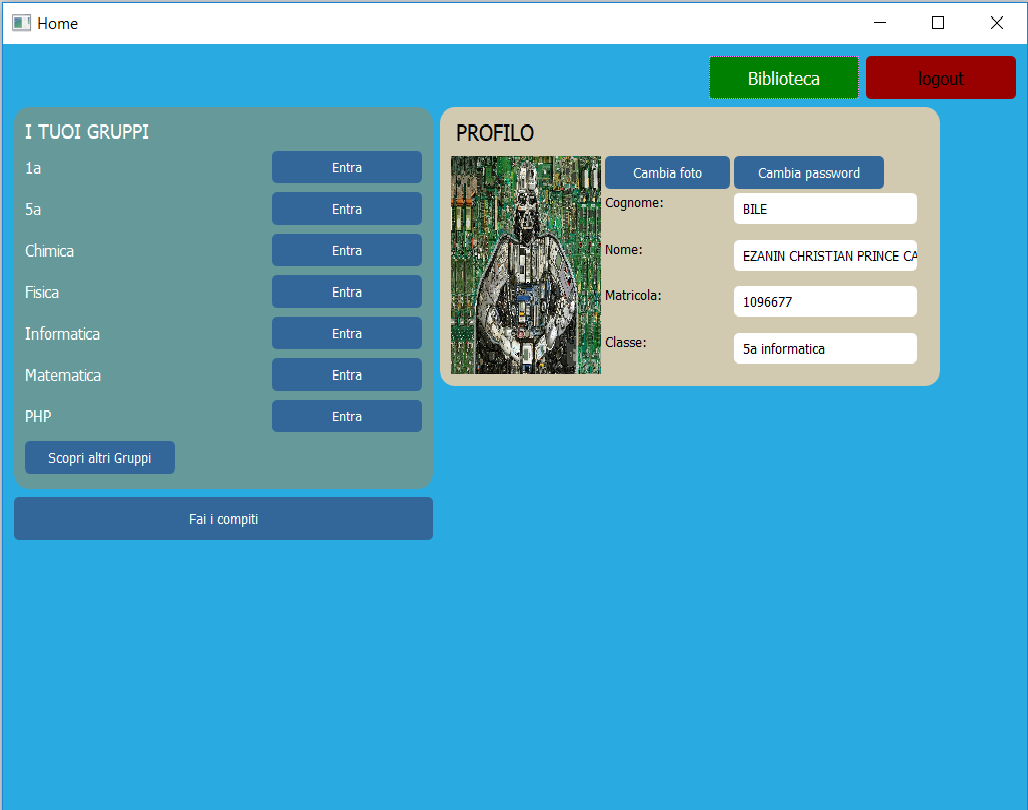 Home
Biblioteca
logout
I TUOI GRUPPI
1a Entra
5a Entra
Chimica Entra
Fisica Entra
Informatica Entra
Matematica Entra
PHP Entra
Scopri altri Gruppi
Fai i compiti
PROFILO
Cambia foto Cambia password
Cognome: BILE
Nome: EZANIN CHRISTIAN PRINCE CA
Matricola: 1096677
Classe: 5a informatica